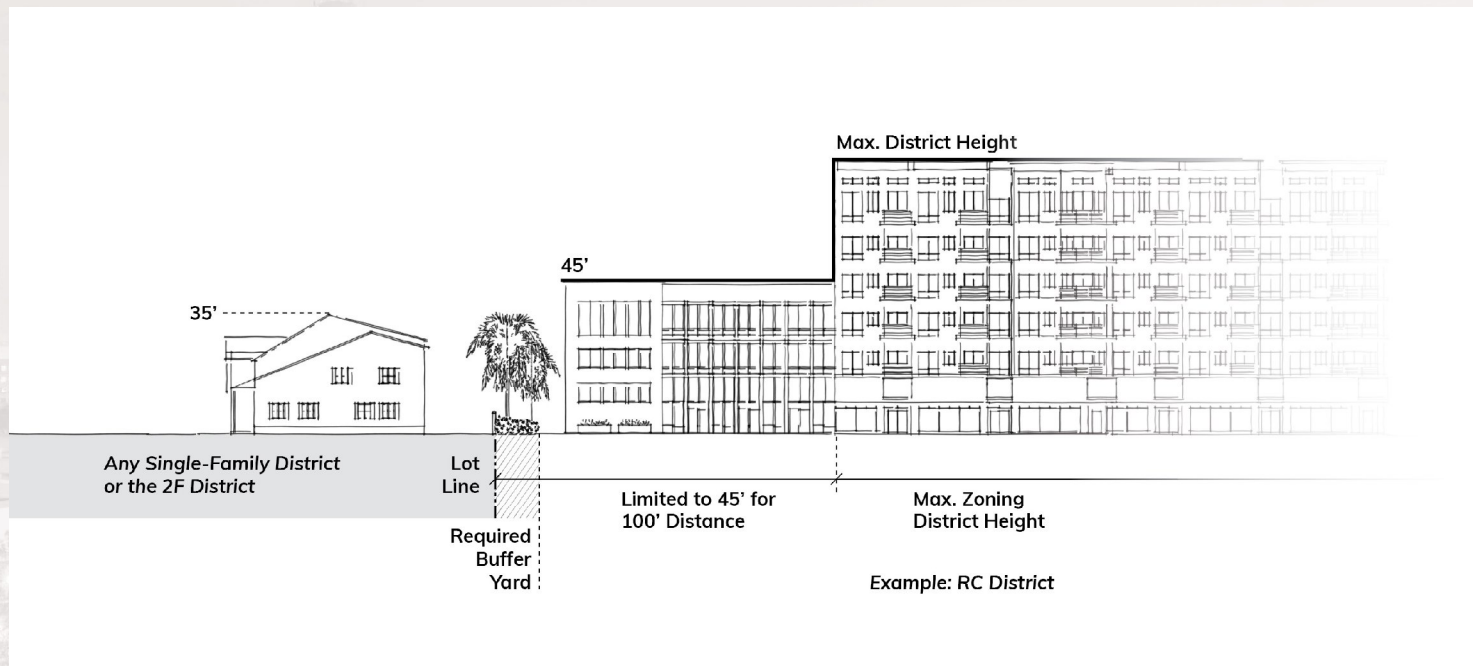 Max. District Height
45'
35'
Any Single-Family District
or the 2F District
Lot
Line
Limited to 45' for
100' Distance
Max. Zoning
District Height
Required
Buffer
Yard
Example: RC District